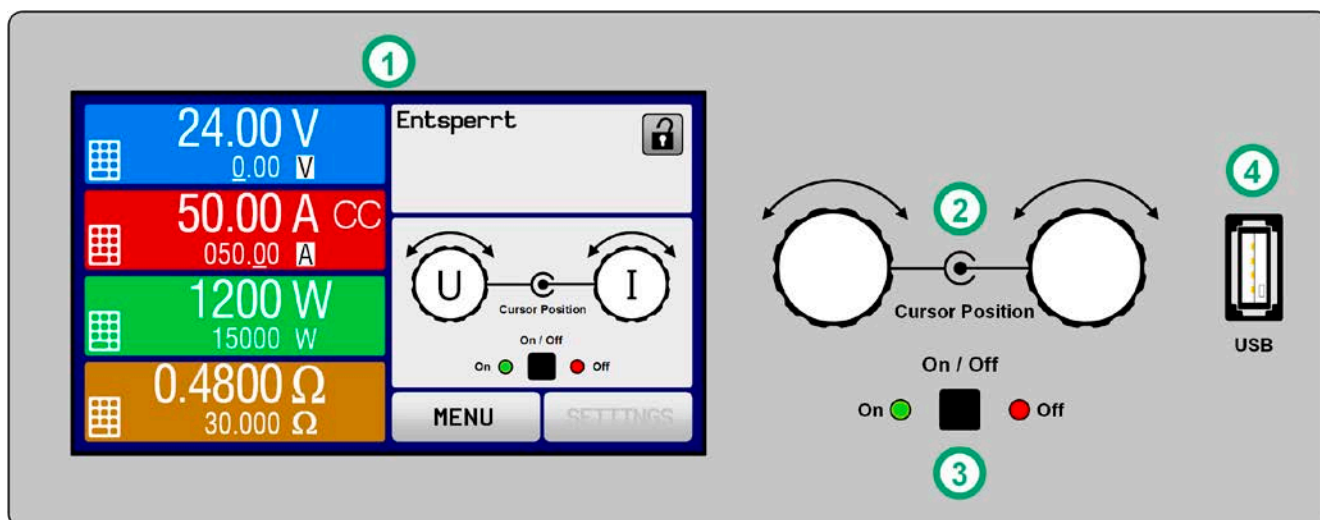 1
24.00 V
0.00 V
50.00 A CC
050.00 A
1200 W
15000 W
0.4800 Ω
30.000 Ω
Entsperrt
U
I
Cursor Position
On / Off
On
Off
MENU
SETTINGS
2
Cursor Position
On / Off
On
Off
3
4
USB